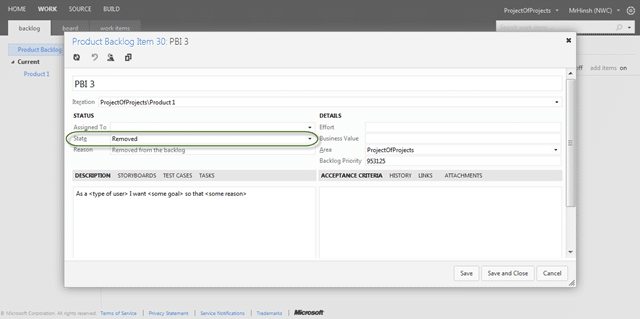 HOME WORK SOURCE BUILD
ProjectOfProjects MrHinsh (NWC)
backlog board work items
Product Backlog Item 30: PBI 3
Product Backlog
off add items on
Current
Product 1
PBI 3
Iteration ProjectOfProjects\Product 1
STATUS DETAILS
Assigned To Effort
State Removed Business Value
Reason Removed from the backlog Area ProjectOfProjects
Backlog Priority 953125
DESCRIPTION STORYBOARDS TEST CASES TASKS ACCEPTANCE CRITERIA HISTORY LINKS ATTACHMENTS
As a <type of user> I want <some goal> so that <some reason>
Save Save and Close Cancel
© Microsoft Corporation. All rights reserved. Terms of Service | Privacy Statement | Service Notifications | Trademarks | Microsoft